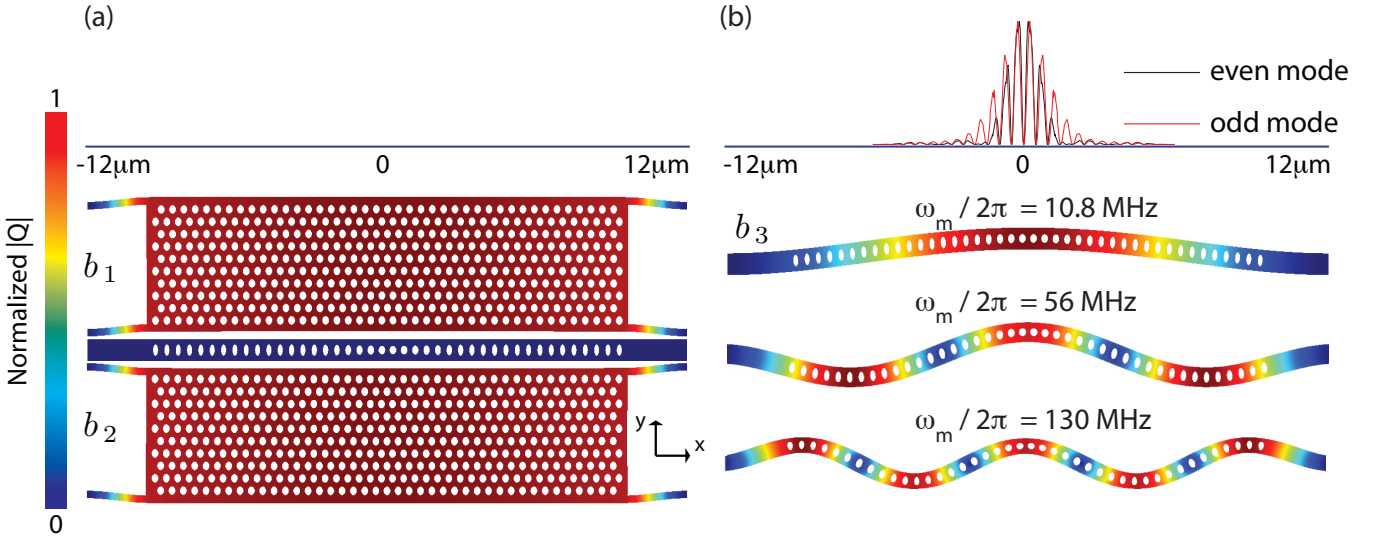 (a)
Normalized |Q|
1
0
-12μm 0 12μm
b1
b2
y
x
(b)
even mode
odd mode
-12μm 0 12μm
b3
ωm / 2π = 10.8 MHz
ωm / 2π = 56 MHz
ωm / 2π = 130 MHz